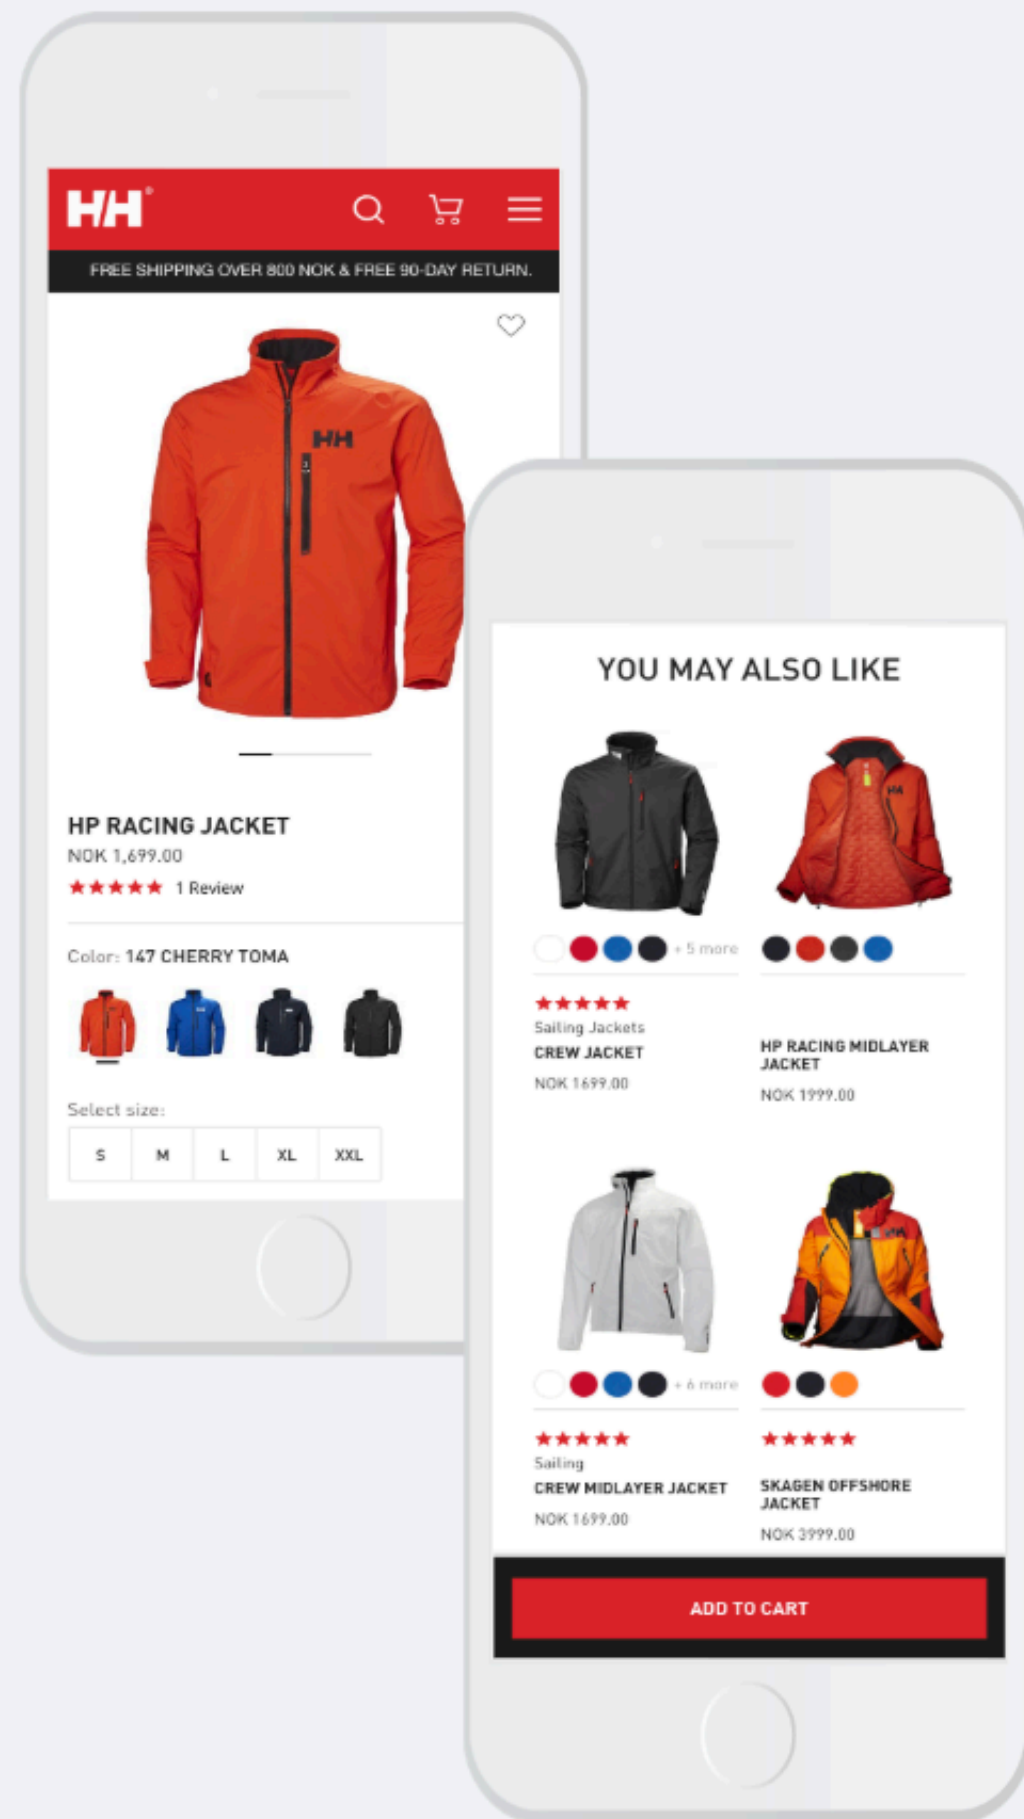 HH®
FREE SHIPPING OVER 800 NOK & FREE 90-DAY RETURN.
HH
HP RACING JACKET
NOK 1,699.00
1 Review
Color: 147 CHERRY TOMA
Select size:
S M L XL XXL
YOU MAY ALSO LIKE
+ 5 more
Sailing Jackets
CREW JACKET
NOK 1699.00
HH
HP RACING MIDLAYER
JACKET
NOK 1999.00
+ 6 more
Sailing
CREW MIDLAYER JACKET
NOK 1699.00
HH
SKAGEN OFFSHORE
JACKET
NOK 3999.00
ADD TO CART